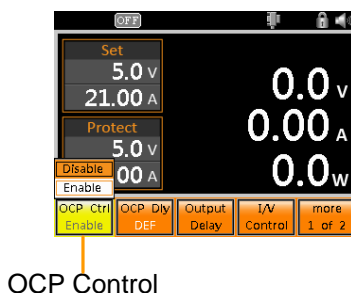 OFF
Set
5.0 V
21.00 A
Protect
5.0 V
00 A
0.0 V
0.00 A
0.0 W
Disable
Enable
OCP Ctrl
Enable
OCP Dly
DEF
Output
Delay
I/V
Control
more
1 of 2
OCP Control